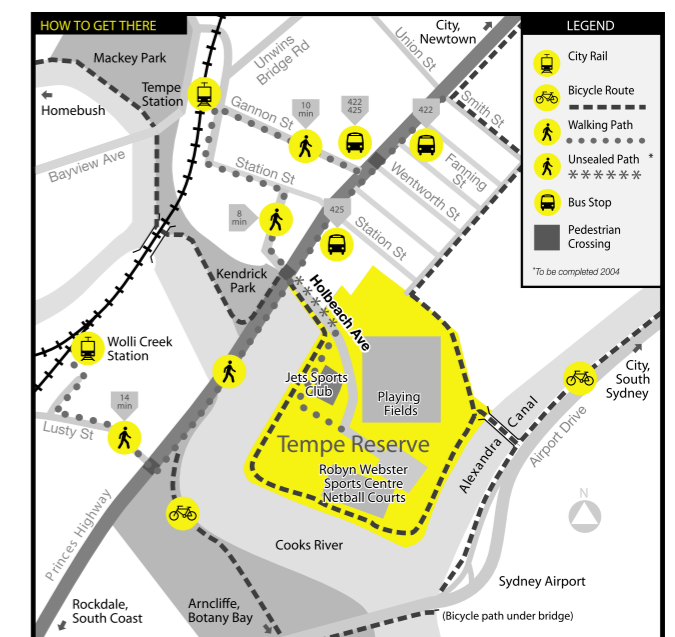 HOW TO GET THERE
Mackey Park
Unwins
Bridge Rd
City,
Newtown
Union St
Smith St
Tempe
Station
Homebush
Gannon St
10
min
422
425
422
Bayview Ave
Station St
Fanning
St
Wentworth St
8
min
425
Station St
Kendrick
Park
Holbeach Ave
Wolli Creek
Station
14
min
Lusty St
Jets Sports
Club
Playing
Fields
Tempe Reserve
Robyn Webster
Sports Centre
Netball Courts
Alexandra Canal
Airport Drive
City,
South
Sydney
N
Cooks River
Princes Highway
Sydney Airport
Rockdale,
South Coast
Arncliffe,
Botany Bay
(Bicycle path under bridge)
LEGEND
City Rail
Bicycle Route
Walking Path
Unsealed Path *
******
Bus Stop
Pedestrian
Crossing
*To be completed 2004